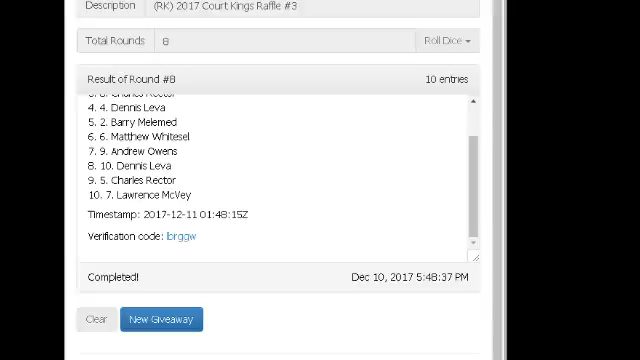 Description (RK) 2017 Court Kings Raffle #3
Total Rounds 8 Roll Dice
Result of Round #8 10 entries
Charles Rector
4. 4. Dennis Leva
5. 2. Barry Melemed
6. 6. Matthew Whitesel
7. 9. Andrew Owens
8. 10. Dennis Leva
9. 5. Charles Rector
10. 7. Lawrence McVey
Timestamp: 2017-12-11 01:48:15Z
Verification code: lbrggw
Completed! Dec 10, 2017 5:48:37 PM
Clear New Giveaway